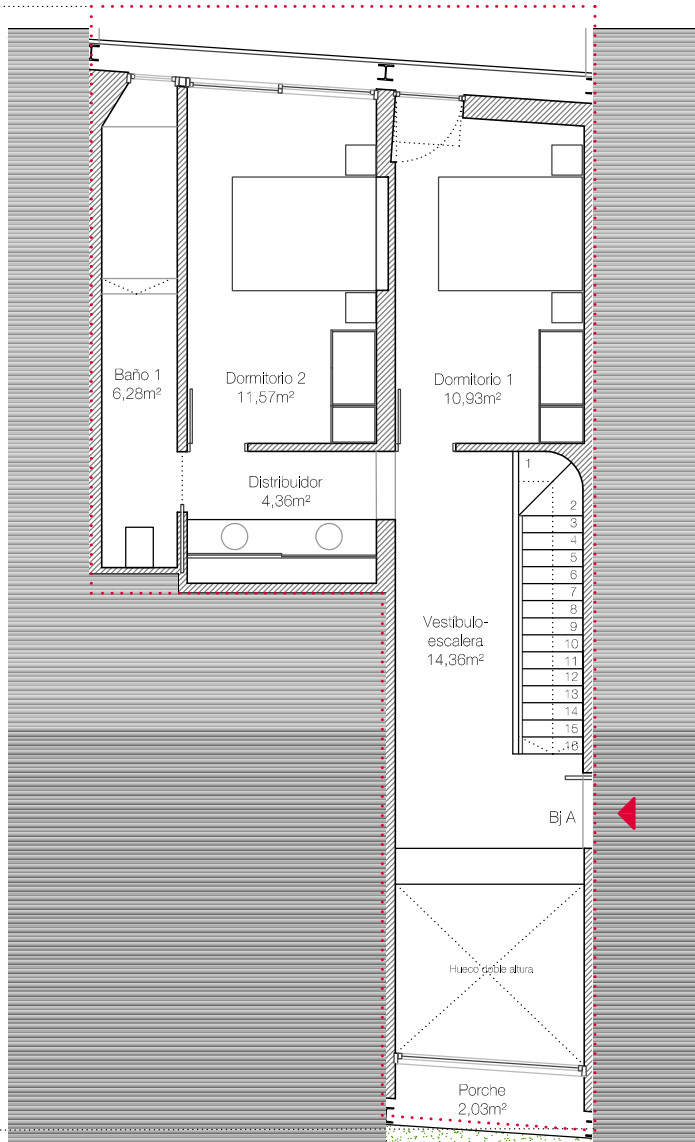 Baño 1
6,28m²
Dormitorio 2
11,57m²
Dormitorio 1
10,93m²
Distribuidor
4,36m²
1
2
3
4
5
6
7
8
9
10
11
12
13
14
15
16
Vestíbulo-
escalera
14,36m²
Bj A
Hueco doble altura
Porche
2,03m²